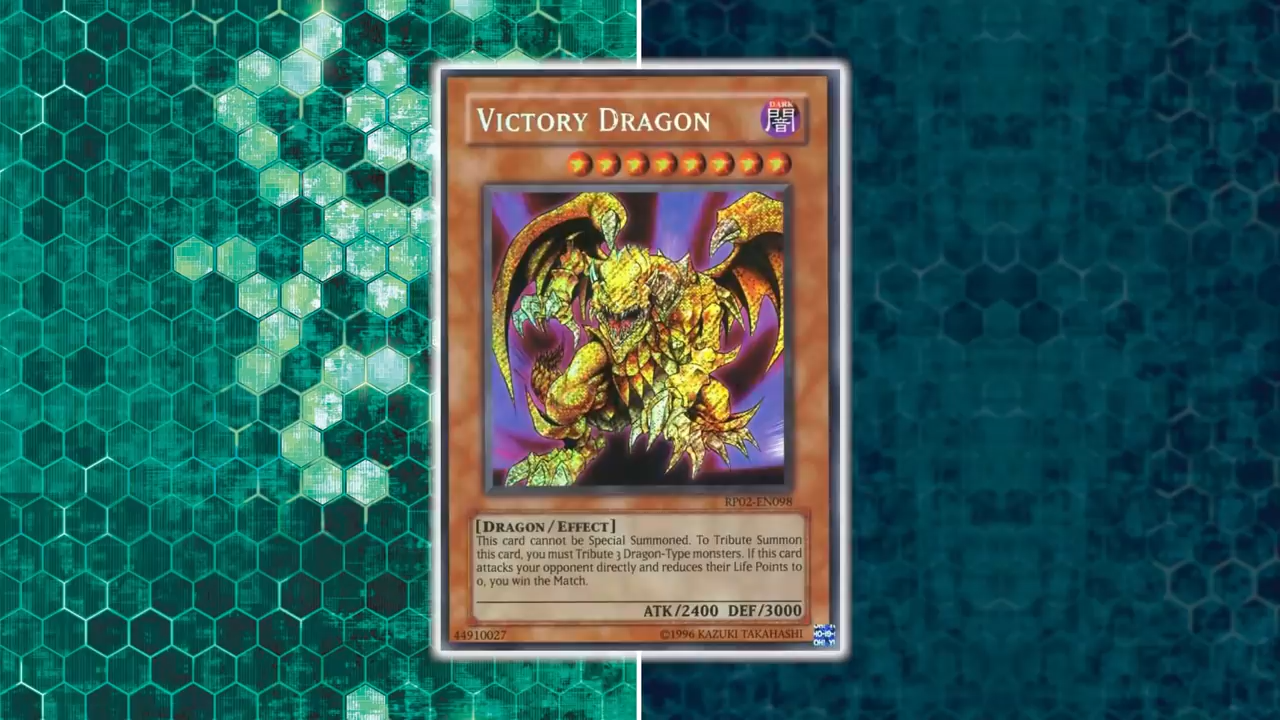 VICTORY DRAGON
DARK
闇
RP02-EN098
[DRAGON/EFFECT]
This card cannot be Special Summoned. To Tribute Summon
this card, you must Tribute 3 Dragon-Type monsters. If this card
attacks your opponent directly and reduces their Life Points to
0, you win the Match.
ATK/2400 DEF/3000
44910027
©1996 KAZUKI TAKAHASHI